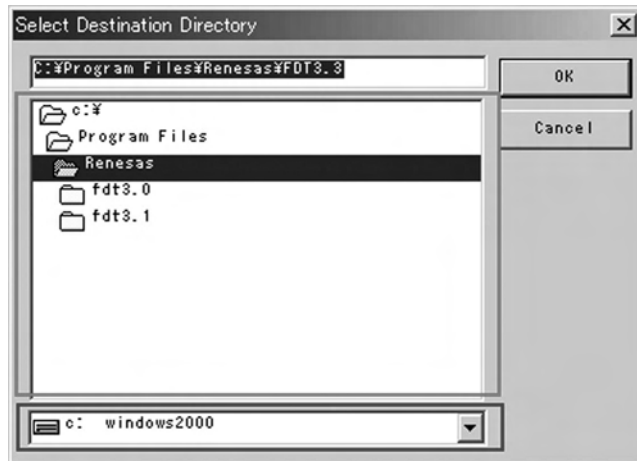 Select Destination Directory
C:¥Program Files¥Renesas¥FDT3.3
OK
c:¥
Cancel
Program Files
Renesas
fdt3.0
fdt3.1
c: windows2000